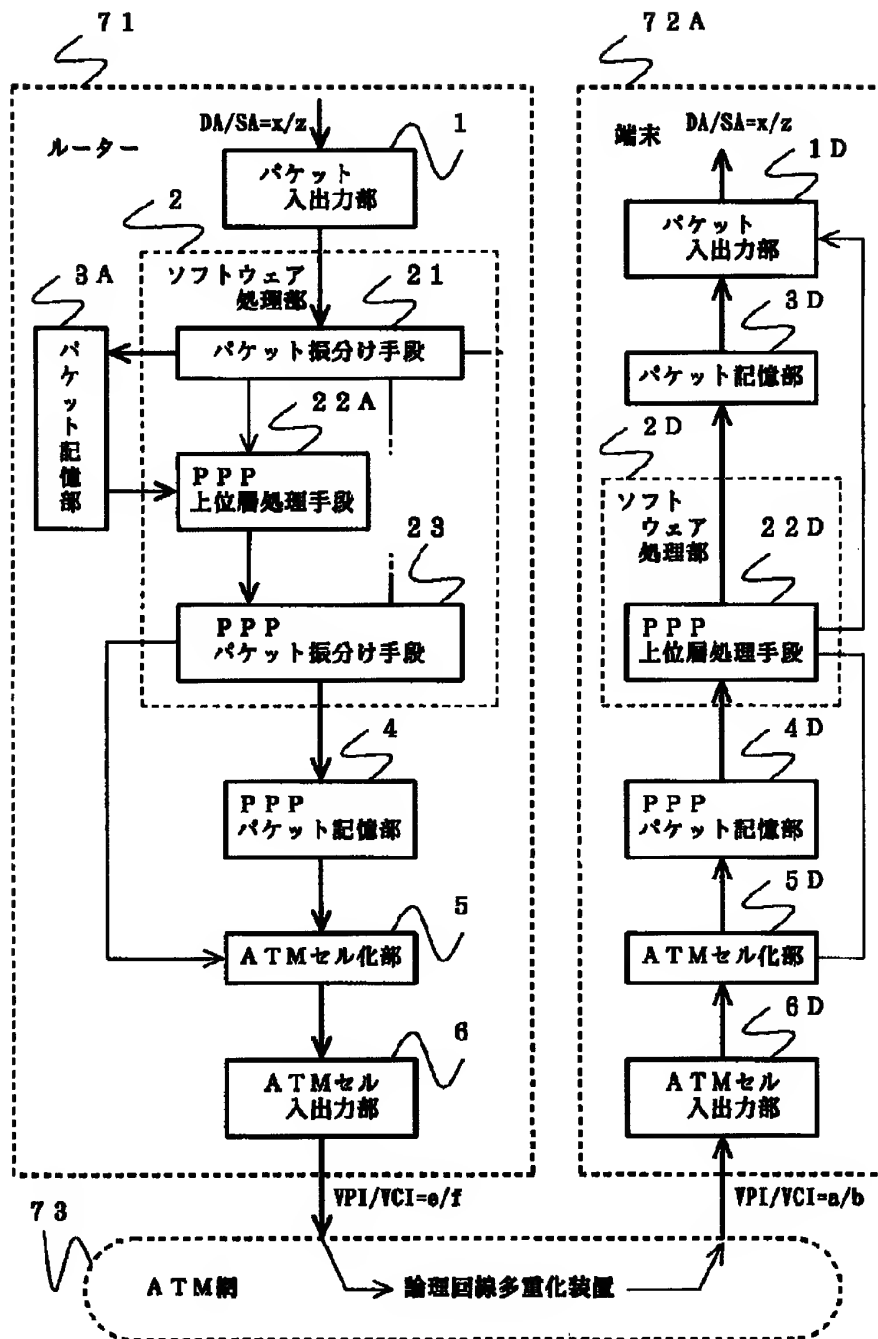 ７１
ルーター
DA/SA=x/z
１
パケット
入出力部
２
ソフトウェア
処理部
２１
３A
パケット記憶部
パケット振分け手段
２２A
ＰＰＰ
上位層処理手段
２３
ＰＰＰ
パケット振分け手段
４
ＰＰＰ
パケット記憶部
５
ＡＴＭセル化部
６
ＡＴＭセル
入出力部
VPI/VCI=e/f
７２A
端末
DA/SA=x/z
１D
パケット
入出力部
３D
パケット記憶部
２D
ソフト
ウェア
処理部
２２D
ＰＰＰ
上位層処理手段
４D
ＰＰＰ
パケット記憶部
５D
ＡＴＭセル化部
６D
ＡＴＭセル
入出力部
VPI/VCI=a/b
７３
ＡＴＭ網
論理回線多重化装置